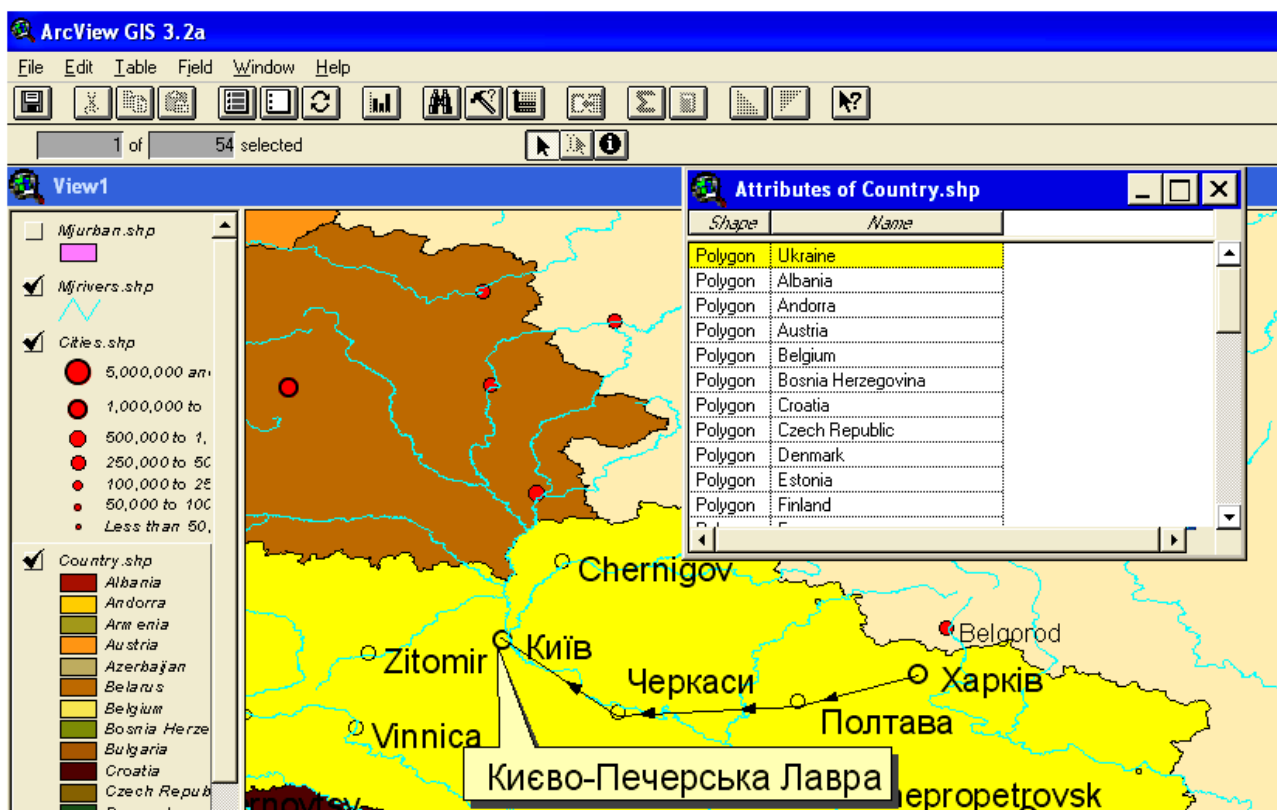 ArcView GIS 3.2a
File Edit Table Field Window Help
1 of 54 selected
View1
Mjurban.shp
Mjrivers.shp
Cities.shp
5,000,000 an
1,000,000 to
500,000 to 1,
250,000 to 50
100,000 to 25
50,000 to 100
Less than 50,
Country.shp
Albania
Andorra
Armenia
Austria
Azerbaijan
Belarus
Belgium
Bosnia Herze
Bulgaria
Croatia
Czech Repub
Attributes of Country.shp
Shape Name
Polygon Ukraine
Polygon Albania
Polygon Andorra
Polygon Austria
Polygon Belgium
Polygon Bosnia Herzegovina
Polygon Croatia
Polygon Czech Republic
Polygon Denmark
Polygon Estonia
Polygon Finland
Chernigov
Belgorod
Zitomir
Київ
Черкаси
Харків
Полтава
Vinnica
Києво-Печерська Лавра
rnovtsy
epropetrovsk